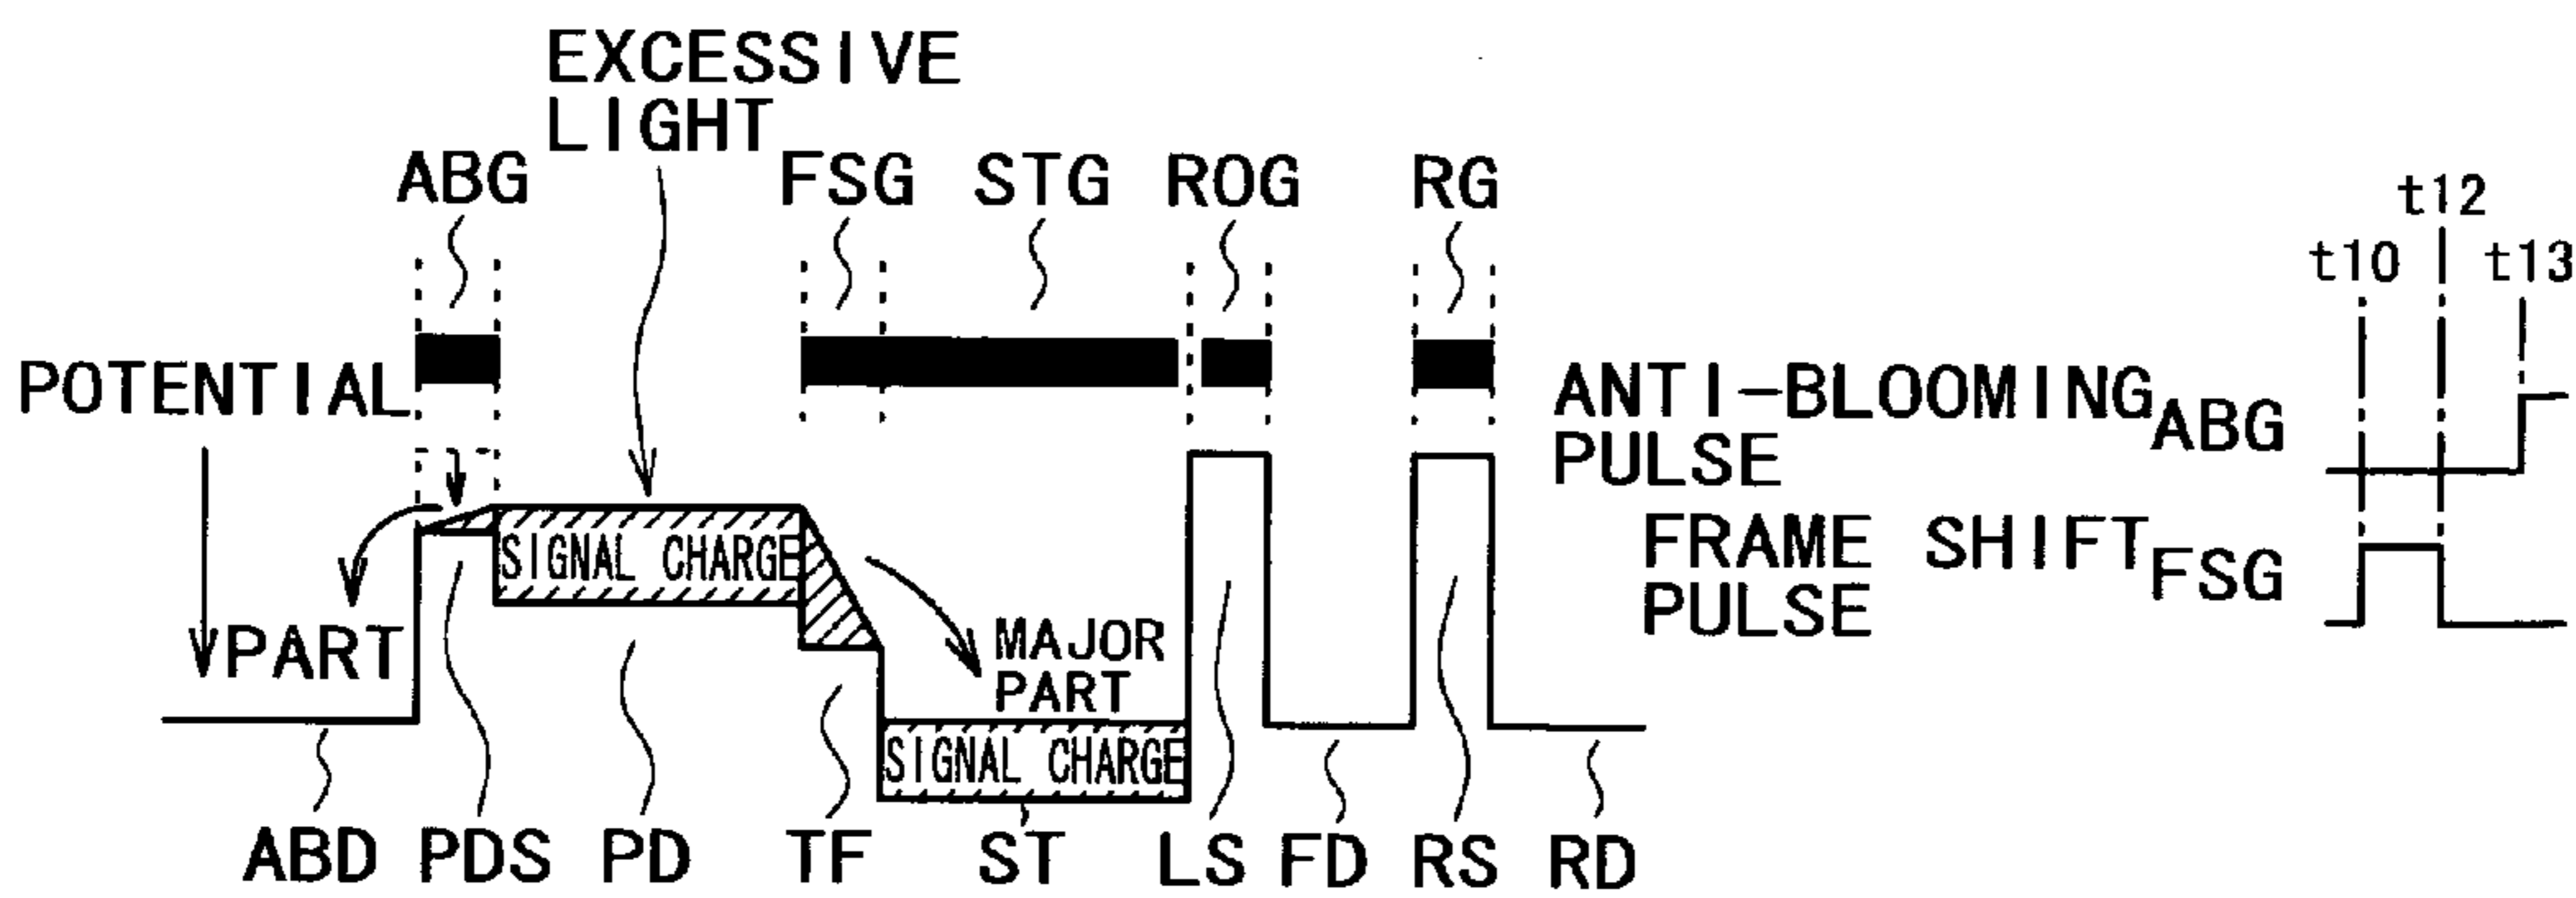 EXCESSIVE
LIGHT
ABG
FSG
STG
ROG
RG
t12
t10
t13
POTENTIAL
ANTI-BLOOMING ABG
PULSE
FRAME SHIFT FSG
PULSE
SIGNAL CHARGE
PART
MAJOR
PART
SIGNAL CHARGE
ABD
PDS
PD
TF
ST
LS
FD
RS
RD